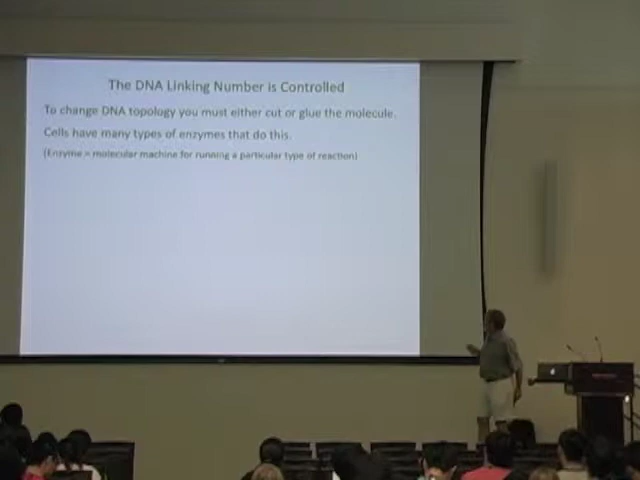 The DNA Linking Number is Controlled
To change DNA topology you must either cut or glue the molecule.
Cells have many types of enzymes that do this.
(Enzyme = molecular machine for running a particular type of reaction)